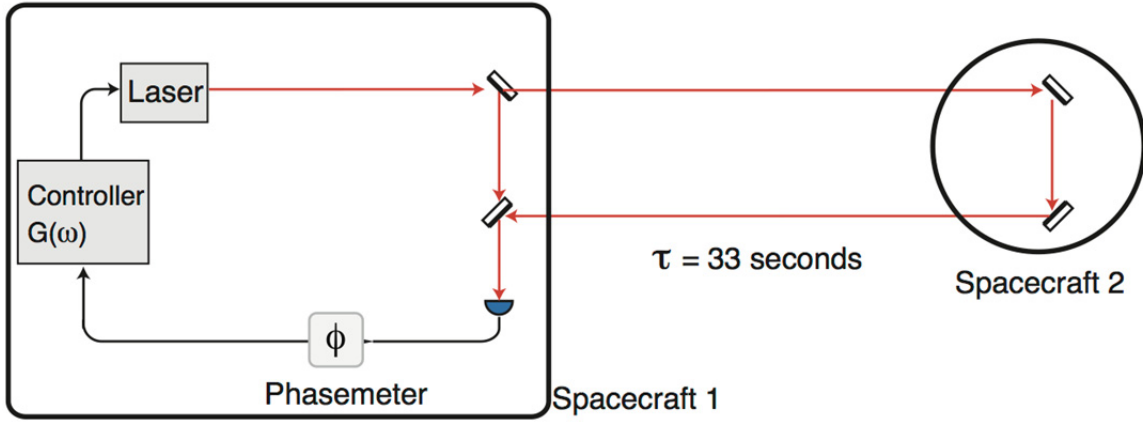 Laser
Controller
G(ω)
τ = 33 seconds
Spacecraft 2
ϕ
Phasemeter
Spacecraft 1